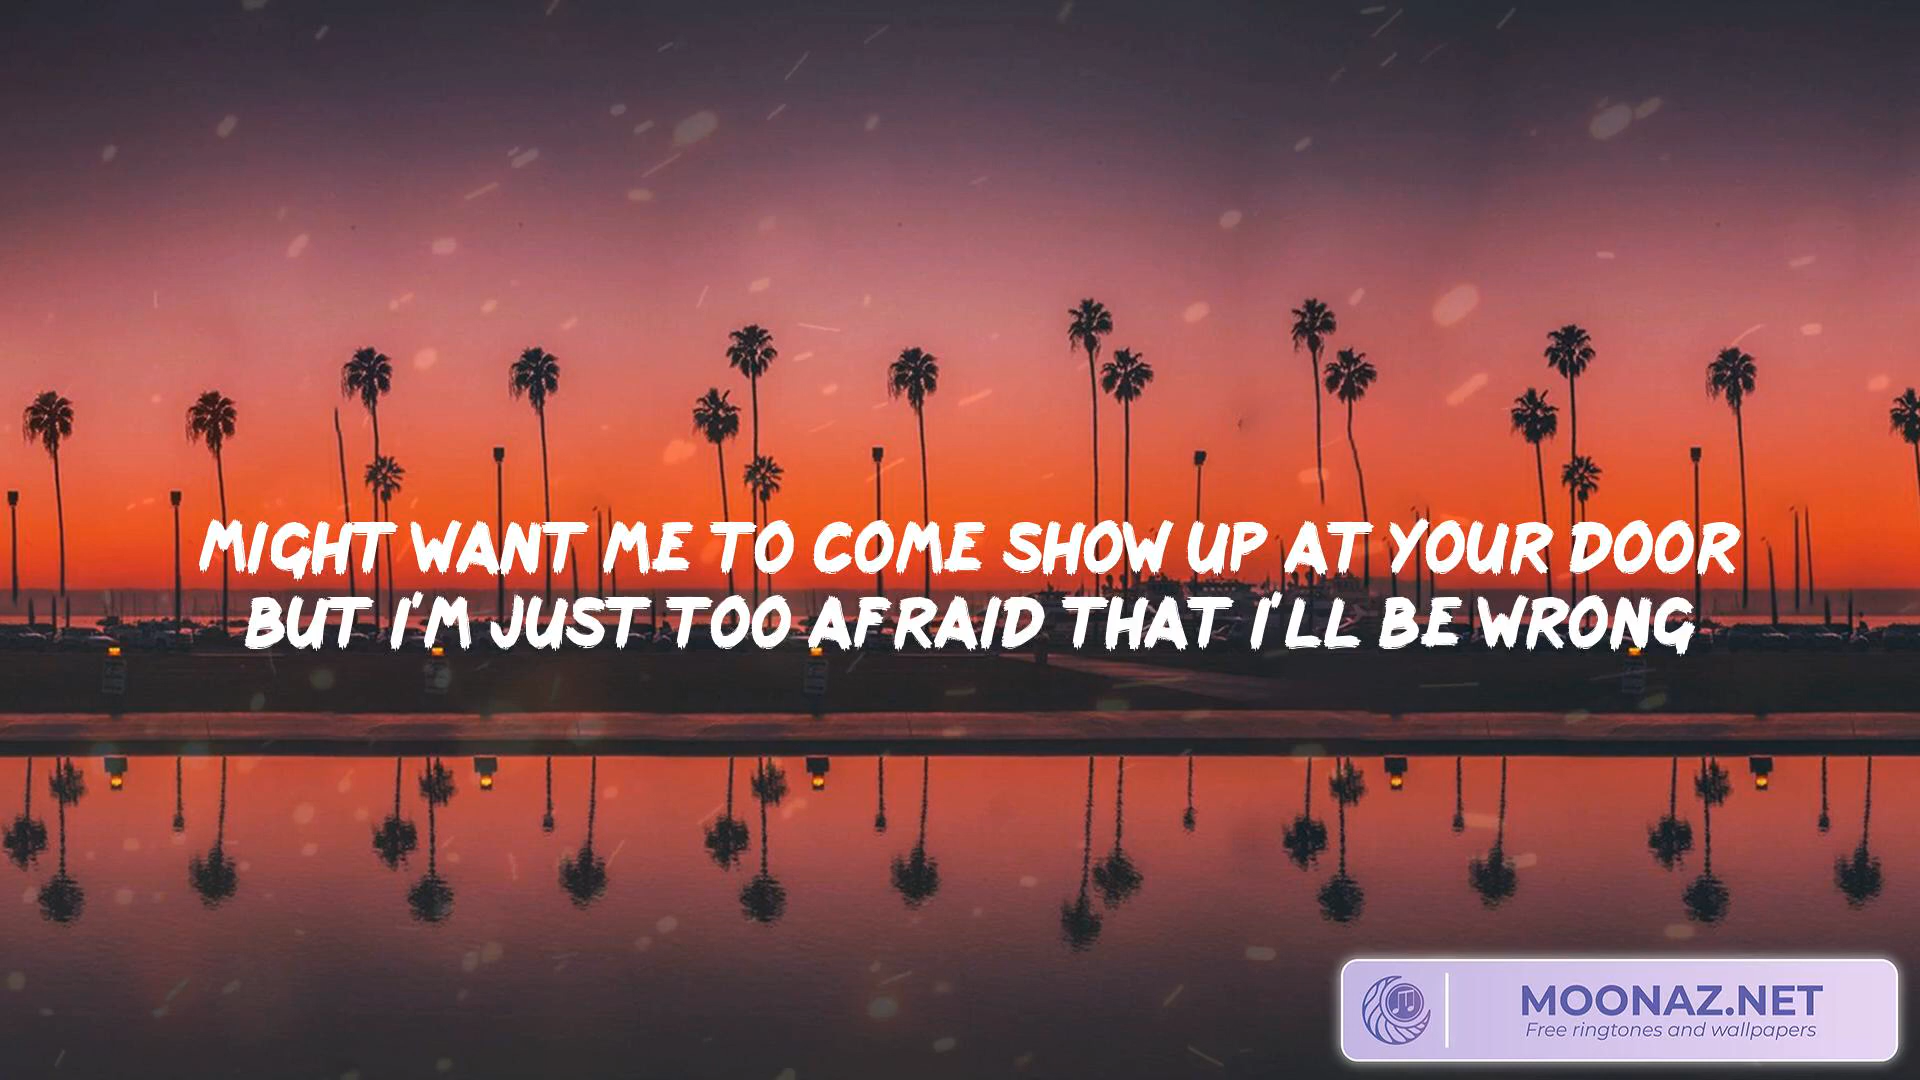 MIGHT WANT ME TO COME SHOW UP AT YOUR DOOR
BUT I'M JUST TOO AFRAID THAT I'LL BE WRONG
MOONAZ.NET
Free ringtones and wallpapers